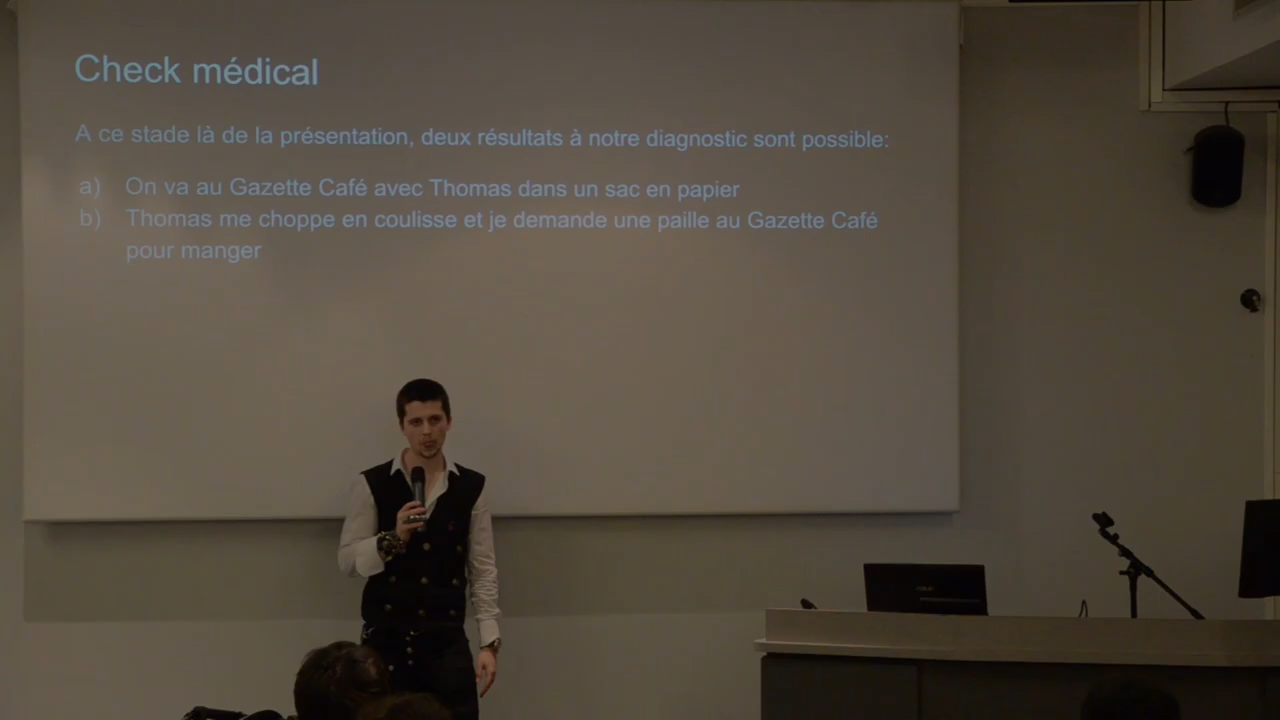 Check médical
A ce stade là de la présentation, deux résultats à notre diagnostic sont possible:
a) On va au Gazette Café avec Thomas dans un sac en papier
b) Thomas me choppe en coulisse et je demande une paille au Gazette Café
pour manger